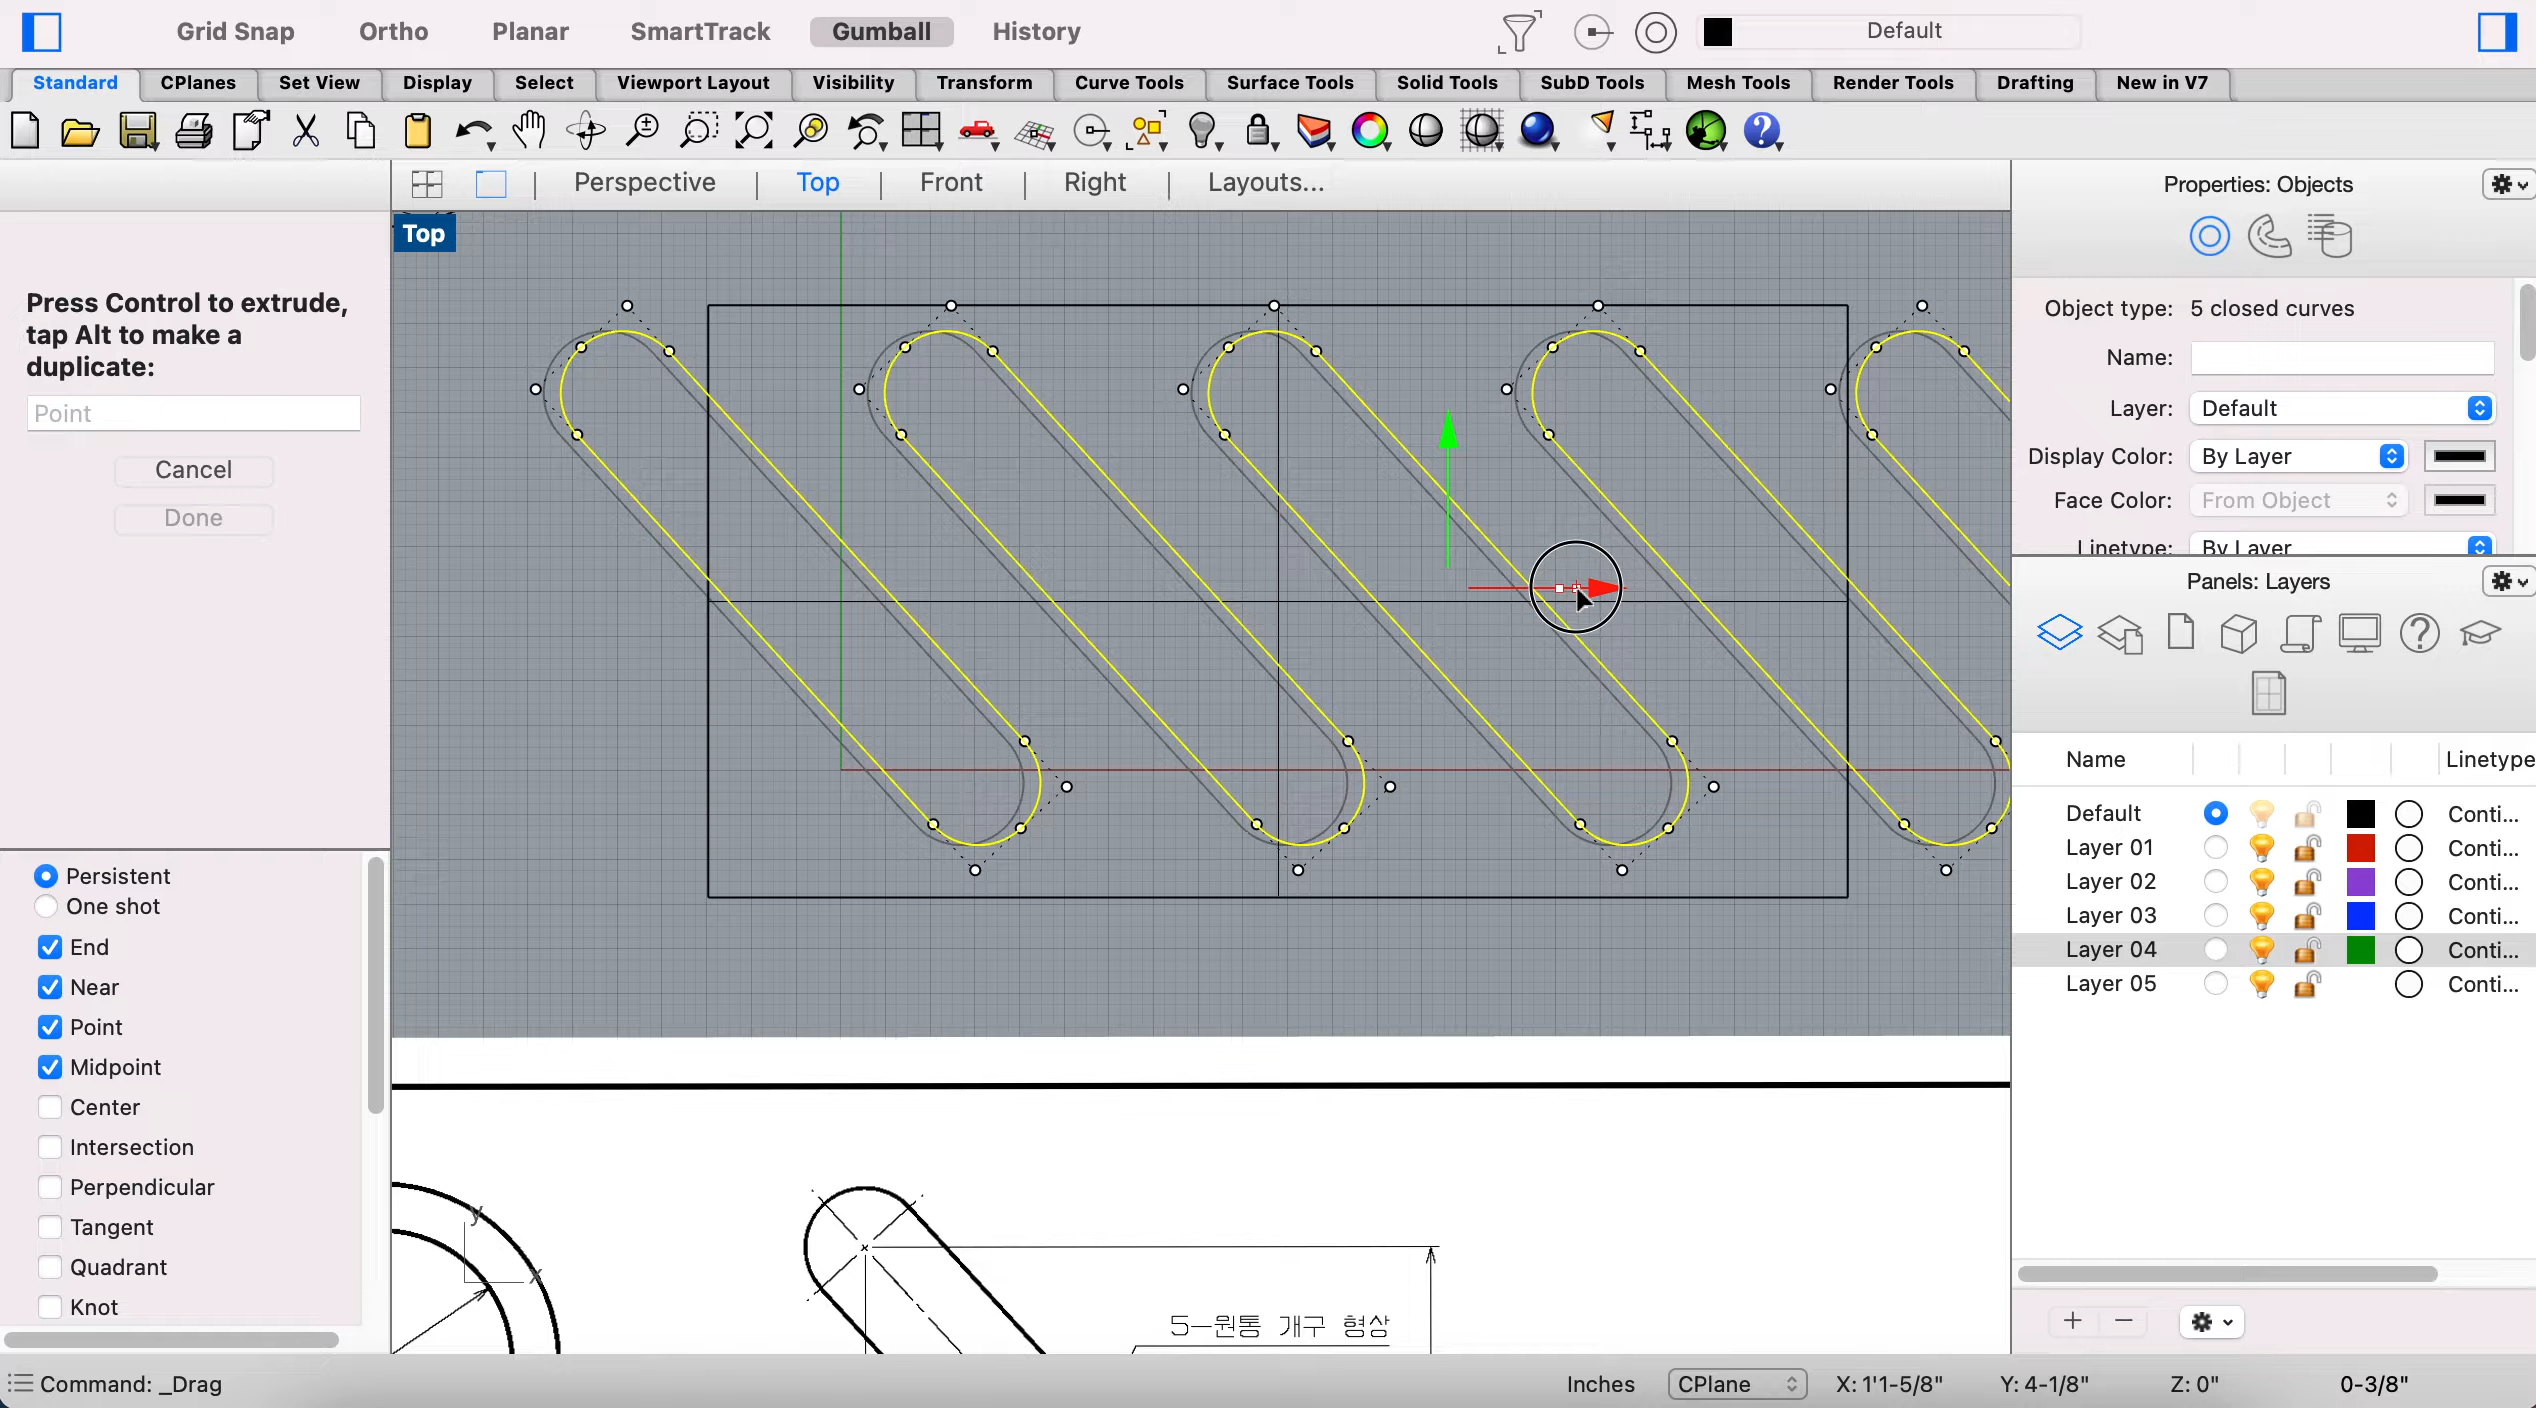 Grid Snap Ortho Planar SmartTrack Gumball History Default
Standard CPlanes Set View Display Select Viewport Layout Visibility Transform Curve Tools Surface Tools Solid Tools SubD Tools Mesh Tools Render Tools Drafting New in V7
Perspective Top Front Right Layouts...
Top
Press Control to extrude,
tap Alt to make a
duplicate:
Point
Cancel
Done
Persistent
One shot
End
Near
Point
Midpoint
Center
Intersection
Perpendicular
Tangent
Quadrant
Knot
y
x
5-원통 개구 형상
Properties: Objects
Object type: 5 closed curves
Name:
Layer: Default
Display Color: By Layer
Face Color: From Object
Linetype: By Layer
Panels: Layers
Name Linetype
Default Conti...
Layer 01 Conti...
Layer 02 Conti...
Layer 03 Conti...
Layer 04 Conti...
Layer 05 Conti...
Command: _Drag
Inches CPlane X: 1'1-5/8" Y: 4-1/8" Z: 0" 0-3/8"